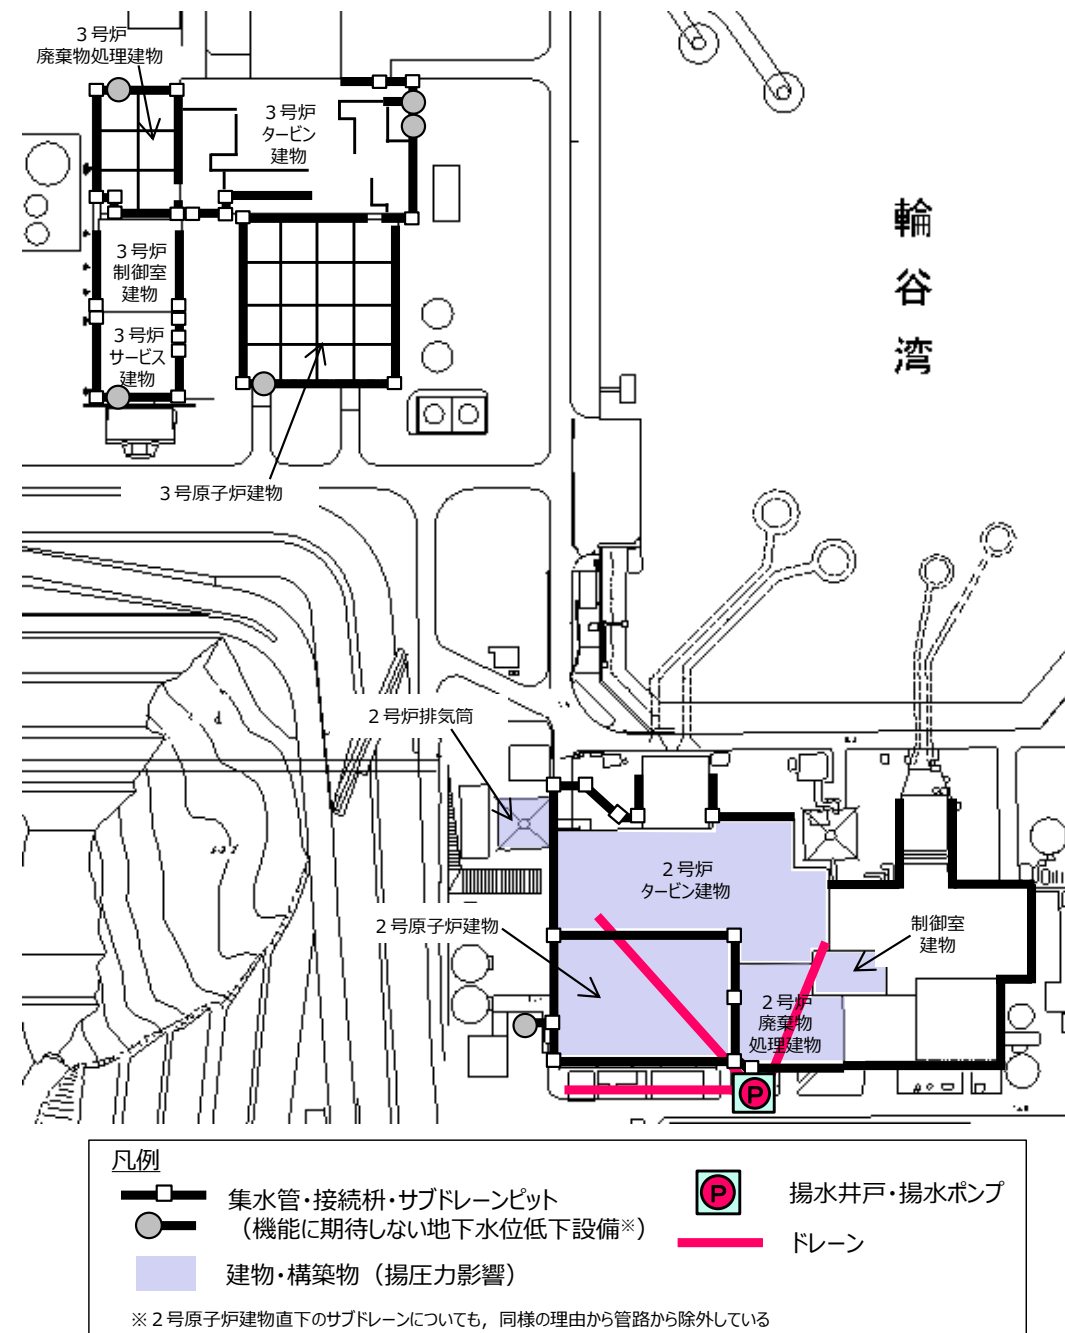 ３号炉
廃棄物処理建物
３号炉
タービン
建物
輪
谷
湾
３号炉
制御室
建物
３号炉
サービス
建物
３号原子炉建物
２号炉排気筒
２号炉
タービン建物
２号原子炉建物
制御室
建物
２号炉
廃棄物
処理建物
P
凡例
集水管・接続枡・サブドレーンピット
（機能に期待しない地下水位低下設備※）
P
揚水井戸・揚水ポンプ
ドレーン
建物・構築物（揚圧力影響）
※２号原子炉建物直下のサブドレーンについても，同様の理由から管路から除外している